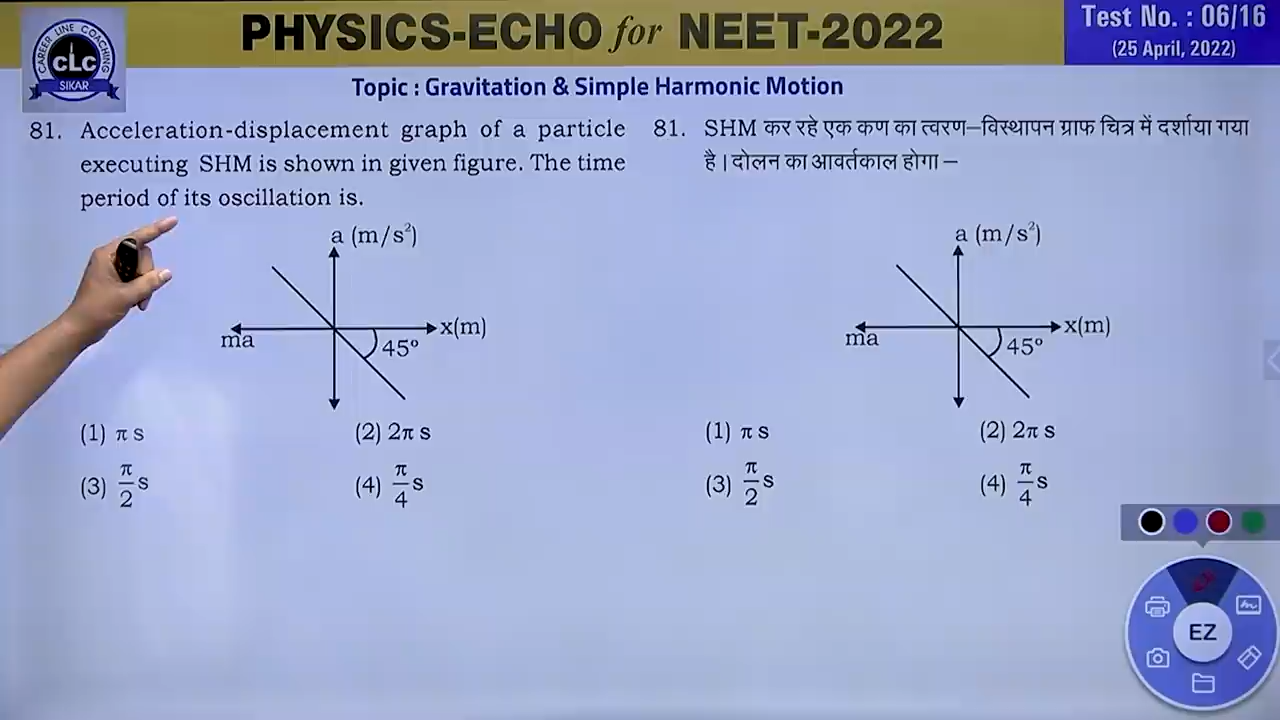 CAREER LINE COACHING
CLC
SIKAR
PHYSICS-ECHO for NEET-2022
Test No. : 06/16
(25 April, 2022)
Topic : Gravitation & Simple Harmonic Motion
81. Acceleration-displacement graph of a particle
executing SHM is shown in given figure. The time
period of its oscillation is.
a (m/s²)
x(m)
ma
45°
(1) π s (2) 2π s
(3) π/2 s (4) π/4 s
81. SHM कर रहे एक कण का त्वरण–विस्थापन ग्राफ चित्र में दर्शाया गया
है। दोलन का आवर्तकाल होगा –
a (m/s²)
x(m)
ma
45°
(1) π s (2) 2π s
(3) π/2 s (4) π/4 s
EZ